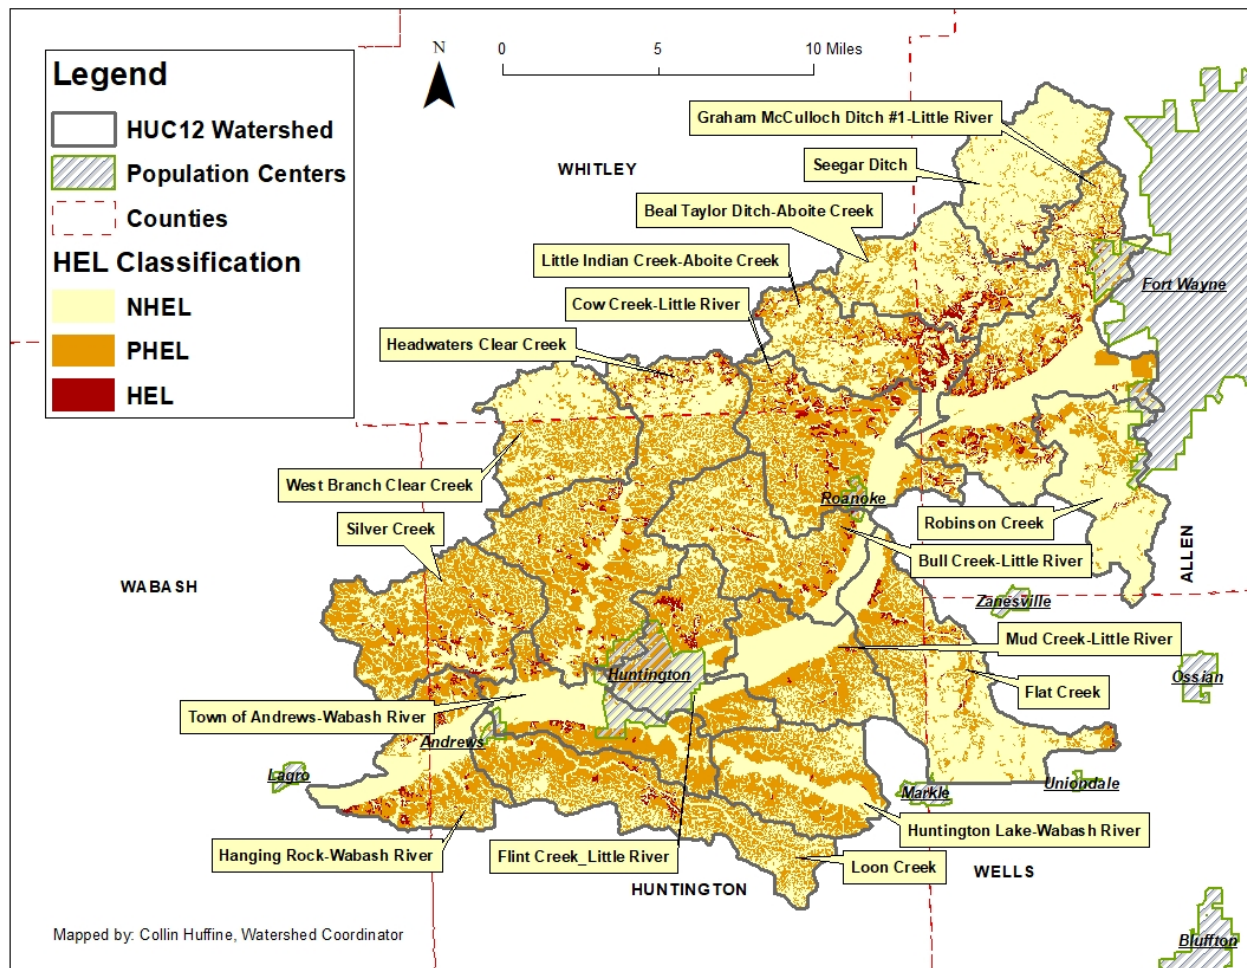 N
0 5 10 Miles
Legend
HUC12 Watershed
Population Centers
Counties
HEL Classification
NHEL
PHEL
HEL
WHITLEY
Graham McCulloch Ditch #1-Little River
Seegar Ditch
Beal Taylor Ditch-Aboite Creek
Little Indian Creek-Aboite Creek
Cow Creek-Little River
Headwaters Clear Creek
Fort Wayne
West Branch Clear Creek
Silver Creek
Roanoke
Robinson Creek
Bull Creek-Little River
ALLEN
WABASH
Zanesville
Mud Creek-Little River
Huntington
Ossian
Flat Creek
Town of Andrews-Wabash River
Andrews
Lagro
Markle
Uniondale
Huntington Lake-Wabash River
Hanging Rock-Wabash River
Flint Creek_Little River
Loon Creek
WELLS
HUNTINGTON
Mapped by: Collin Huffine, Watershed Coordinator
Bluffton